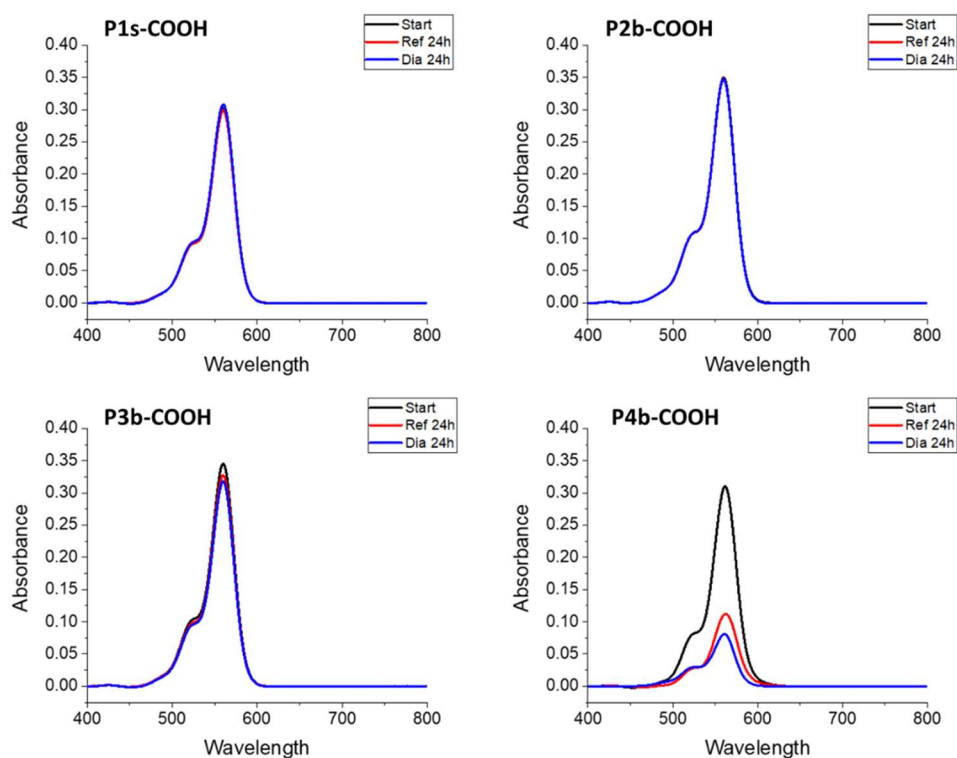 P1s-COOH
Start
Ref 24h
Dia 24h
0.40
0.35
0.30
0.25
0.20
0.15
0.10
0.05
0.00
Absorbance
400 500 600 700 800
Wavelength
P2b-COOH
Start
Ref 24h
Dia 24h
0.40
0.35
0.30
0.25
0.20
0.15
0.10
0.05
0.00
Absorbance
400 500 600 700 800
Wavelength
P3b-COOH
Start
Ref 24h
Dia 24h
0.40
0.35
0.30
0.25
0.20
0.15
0.10
0.05
0.00
Absorbance
400 500 600 700 800
Wavelength
P4b-COOH
Start
Ref 24h
Dia 24h
0.40
0.35
0.30
0.25
0.20
0.15
0.10
0.05
0.00
Absorbance
400 500 600 700 800
Wavelength